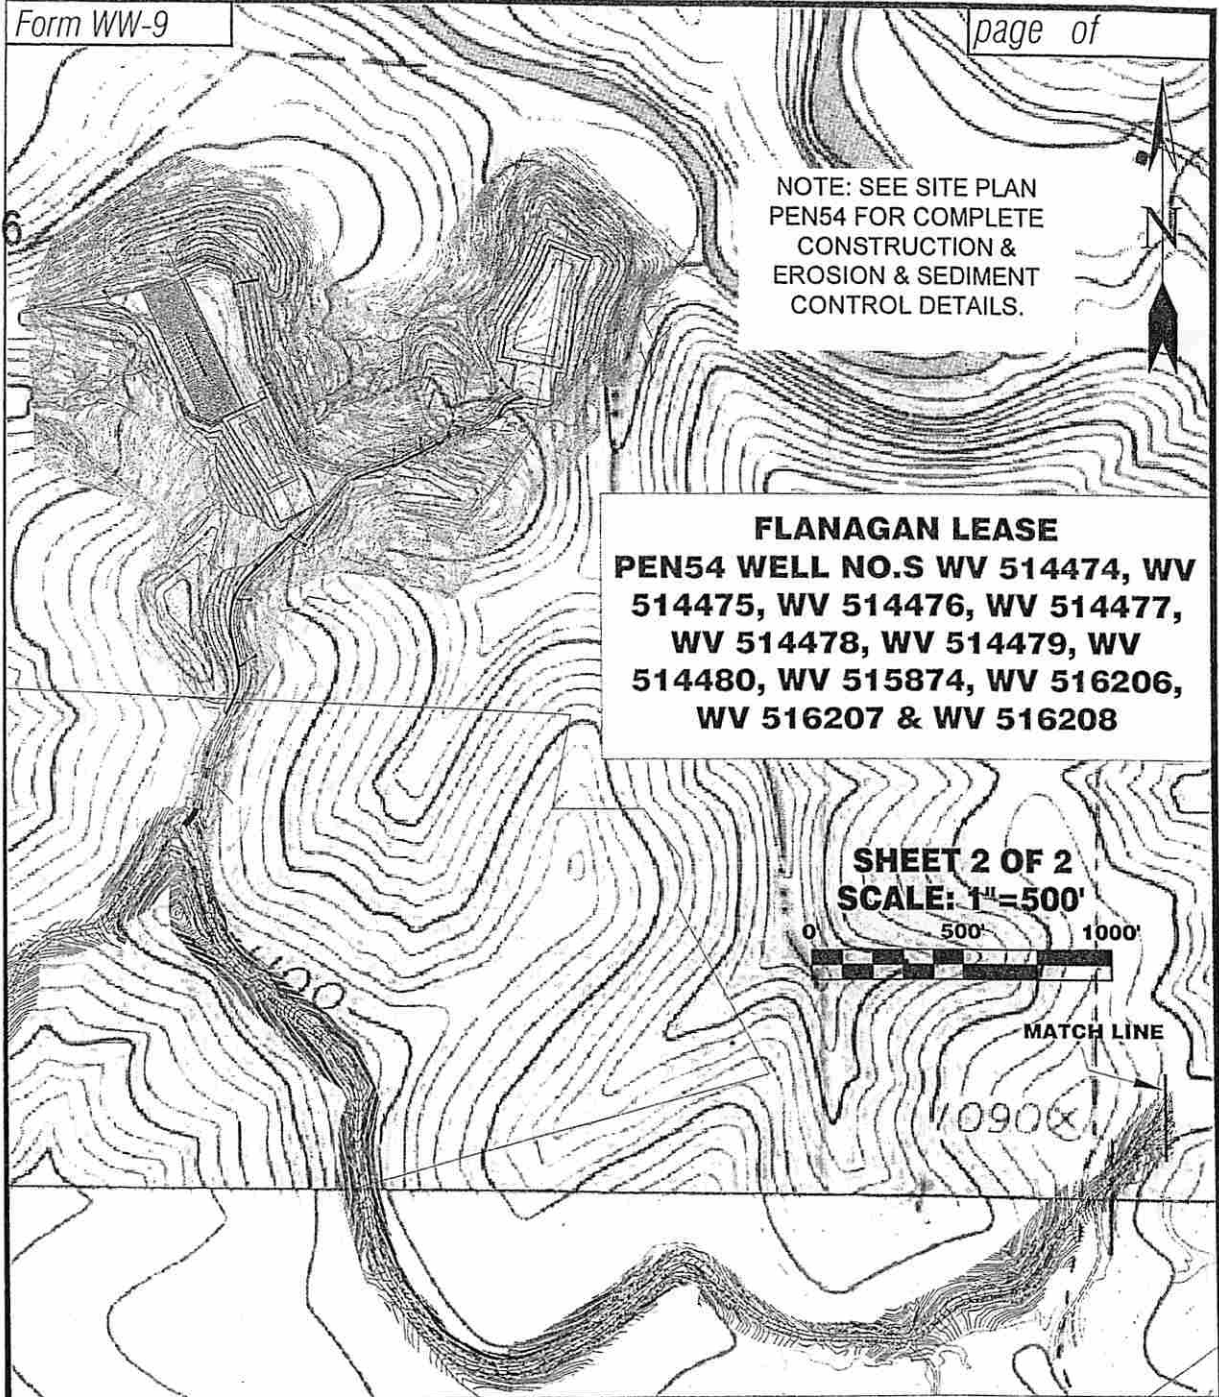 Form WW-9
page of
6
NOTE: SEE SITE PLAN
PEN54 FOR COMPLETE
CONSTRUCTION &
EROSION & SEDIMENT
CONTROL DETAILS.
N
FLANAGAN LEASE
PEN54 WELL NO.S WV 514474, WV
514475, WV 514476, WV 514477,
WV 514478, WV 514479, WV
514480, WV 515874, WV 516206,
WV 516207 & WV 516208
SHEET 2 OF 2
SCALE: 1"=500'
0' 500' 1000'
MATCH LINE
1090